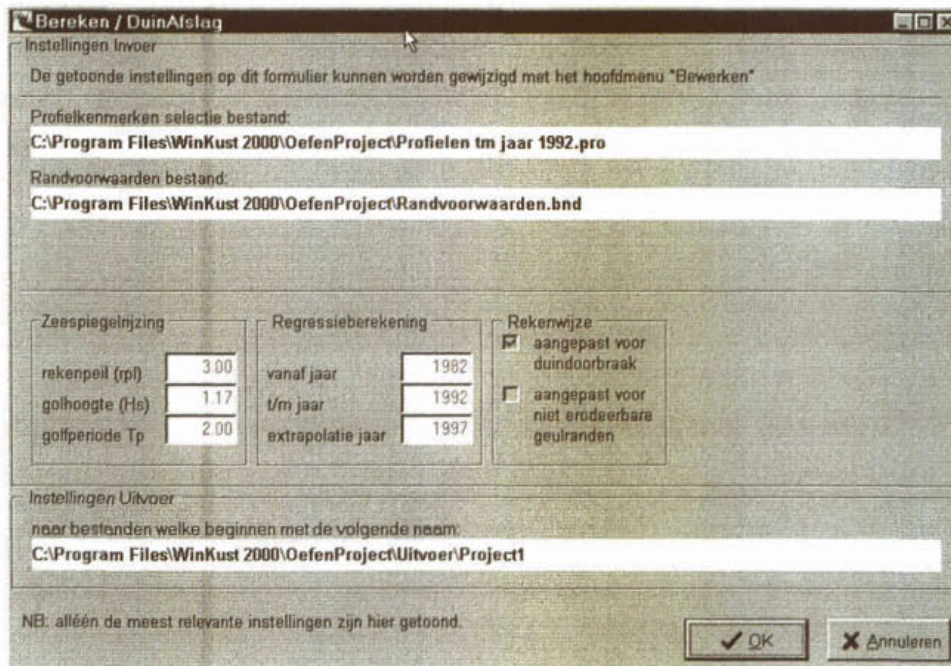 Bereken / DuinAfslag
Instellingen Invoer
De getoonde instellingen op dit formulier kunnen worden gewijzigd met het hoofdmenu "Bewerken"
Profielkenmerken selectie bestand:
C:\Program Files\WinKust 2000\OefenProject\Profielen tm jaar 1992.pro
Randvoorwaarden bestand:
C:\Program Files\WinKust 2000\OefenProject\Randvoorwaarden.bnd
Zeespiegelrijzing
rekenpeil (rpl) 3.00
golhoogte (Hs) 1.17
golfperiode Tp 2.00
Regressieberekening
vanaf jaar 1982
t/m jaar 1992
extrapolatie jaar 1997
Rekenwijze
aangepast voor
duindoorbraak
aangepast voor
niet erodeerbare
geulranden
Instellingen Uitvoer
naar bestanden welke beginnen met de volgende naam:
C:\Program Files\WinKust 2000\OefenProject\Uitvoer\Project1
NB: alléén de meest relevante instellingen zijn hier getoond.
OK
Annuleren